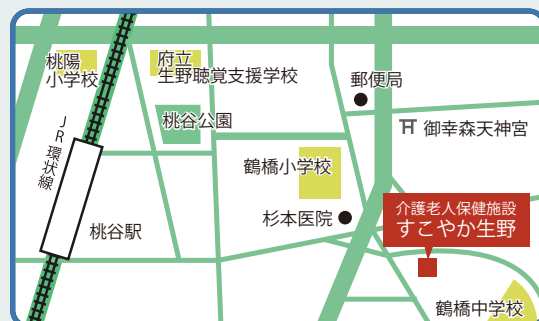 桃陽
小学校
府立
生野聴覚支援学校
郵便局
桃谷公園
御幸森天神宮
JR環状線
鶴橋小学校
介護老人保健施設
すこやか生野
杉本医院
桃谷駅
鶴橋中学校